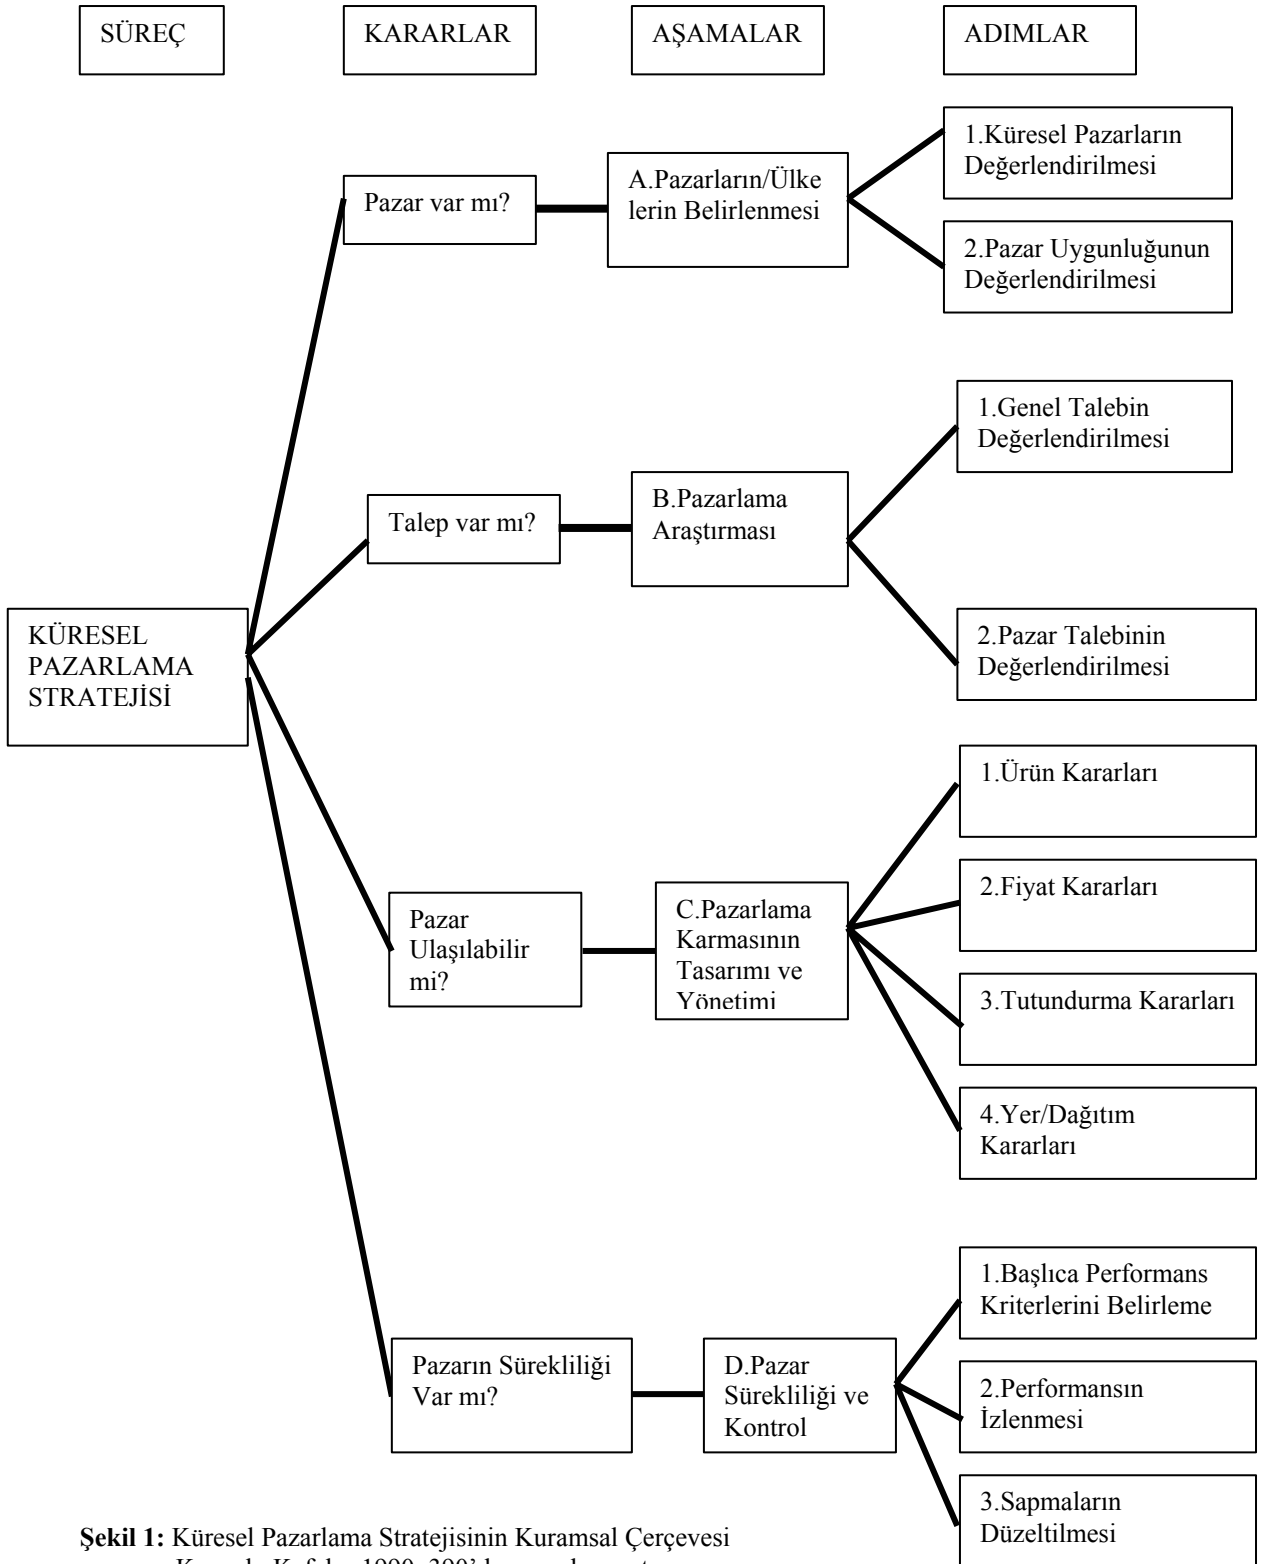 SÜREÇ
KARARLAR
AŞAMALAR
ADIMLAR
KÜRESEL
PAZARLAMA
STRATEJİSİ
Pazar var mı?
A.Pazarların/Ülke
lerin Belirlenmesi
1.Küresel Pazarların
Değerlendirilmesi
2.Pazar Uygunluğunun
Değerlendirilmesi
Talep var mı?
B.Pazarlama
Araştırması
1.Genel Talebin
Değerlendirilmesi
2.Pazar Talebinin
Değerlendirilmesi
Pazar
Ulaşılabilir
mi?
C.Pazarlama
Karmasının
Tasarımı ve
Yönetimi
1.Ürün Kararları
2.Fiyat Kararları
3.Tutundurma Kararları
4.Yer/Dağıtım
Kararları
Pazarın Sürekliliği
Var mı?
D.Pazar
Sürekliliği ve
Kontrol
1.Başlıca Performans
Kriterlerini Belirleme
2.Performansın
İzlenmesi
3.Sapmaların
Düzeltilmesi
Şekil 1: Küresel Pazarlama Stratejisinin Kuramsal Çerçevesi